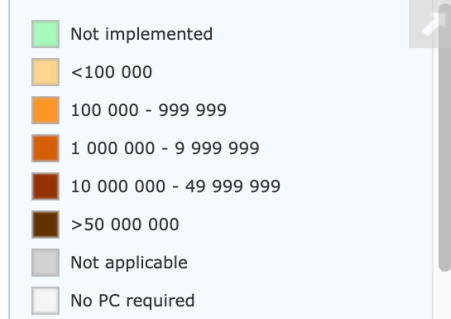 Not implemented
<100 000
100 000 - 999 999
1 000 000 - 9 999 999
10 000 000 - 49 999 999
>50 000 000
Not applicable
No PC required